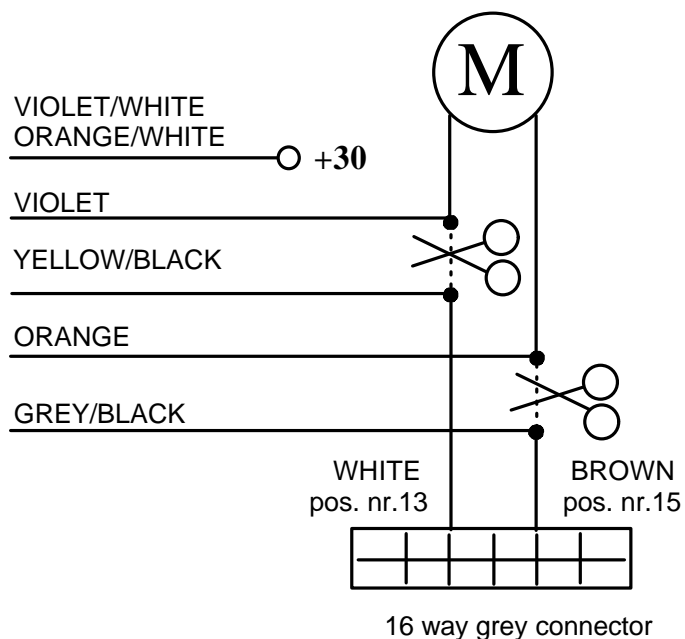 M
VIOLET/WHITE
ORANGE/WHITE
+30
VIOLET
YELLOW/BLACK
ORANGE
GREY/BLACK
WHITE
pos. nr.13
BROWN
pos. nr.15
16 way grey connector